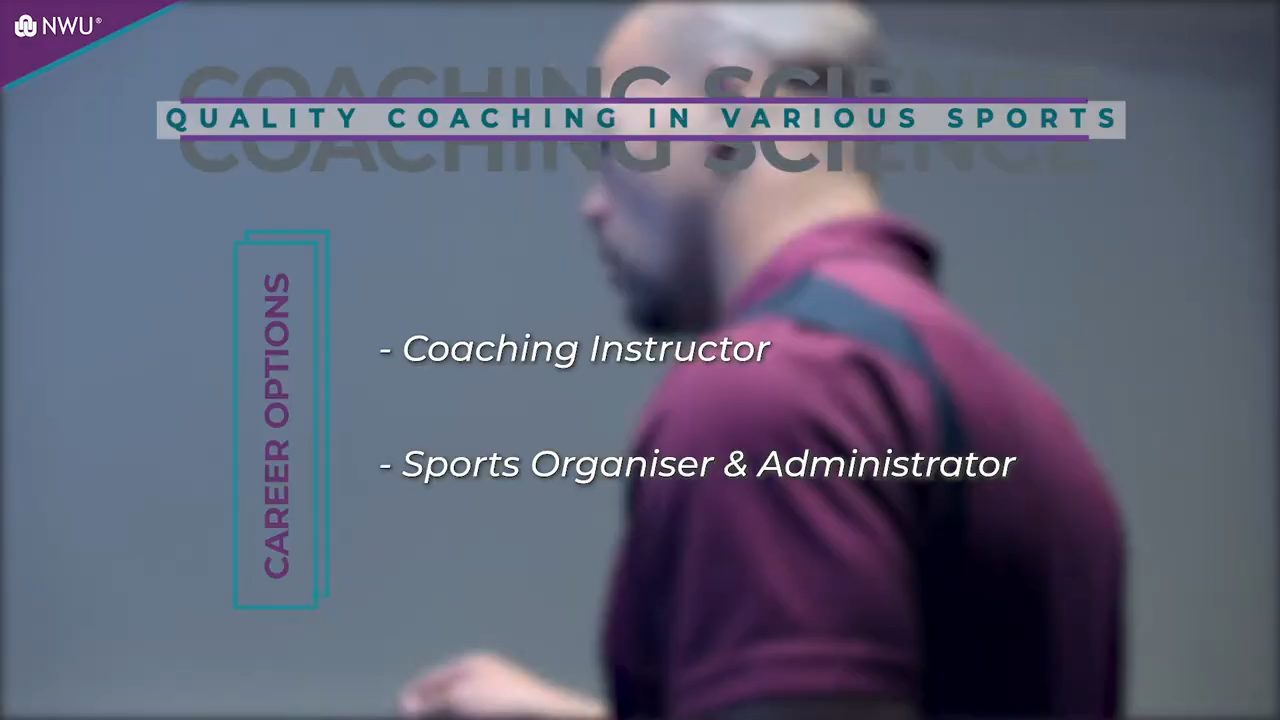 NWU®
COACHING SCIENCE
QUALITY COACHING IN VARIOUS SPORTS
CAREER OPTIONS
- Coaching Instructor
- Sports Organiser & Administrator